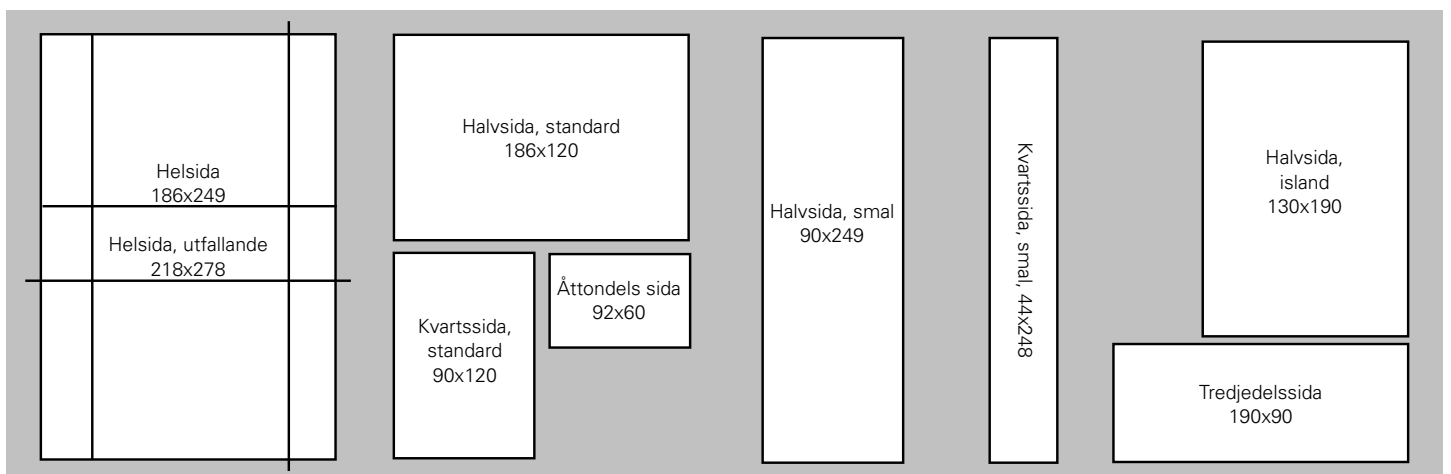 Helsida
186x249
Helsida, utfallande
218x278
Halvsida, standard
186x120
Kvartssida,
standard
90x120
Åttondels sida
92x60
Halvsida, smal
90x249
Kvartssida, smal, 44x248
Halvsida,
island
130x190
Tredjedelssida
190x90